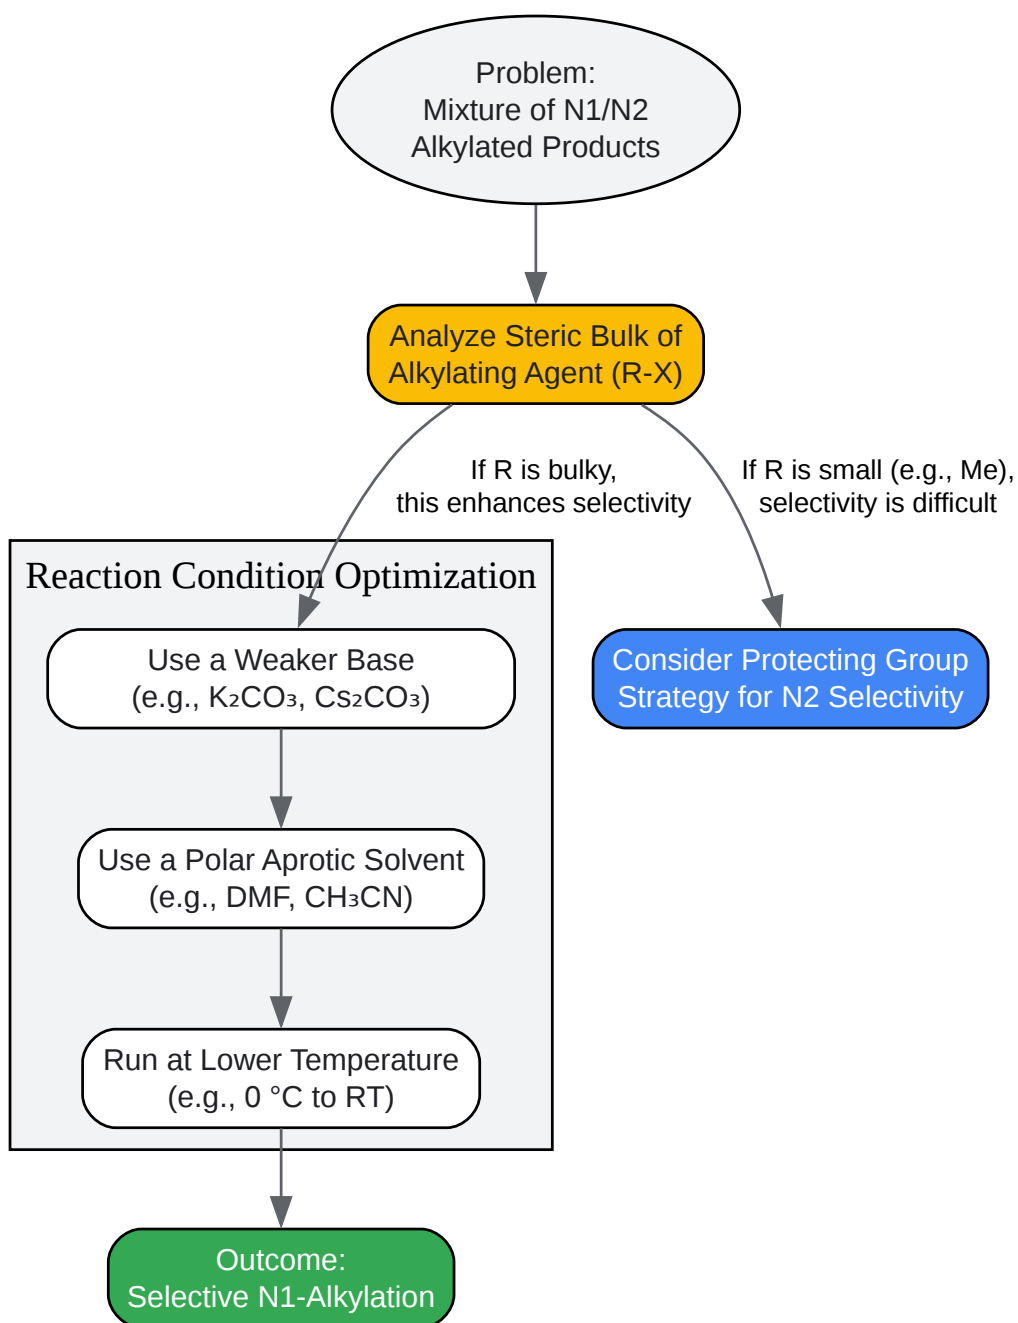 Problem:
Mixture of N1/N2
Alkylated Products
Analyze Steric Bulk of
Alkylating Agent (R-X)
If R is bulky,
this enhances selectivity
If R is small (e.g., Me),
selectivity is difficult
Reaction Condition Optimization
Use a Weaker Base
(e.g., K₂CO₃, Cs₂CO₃)
Consider Protecting Group
Strategy for N2 Selectivity
Use a Polar Aprotic Solvent
(e.g., DMF, CH₃CN)
Run at Lower Temperature
(e.g., 0 °C to RT)
Outcome:
Selective N1-Alkylation